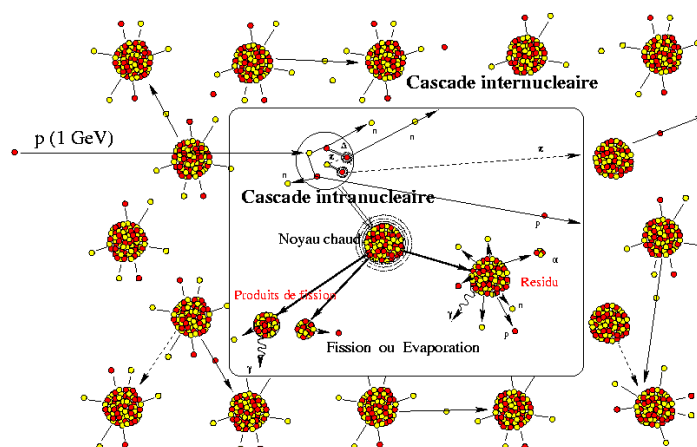 Cascade internucleaire
p (1 GeV)
n
Δ
n
π
π
n
Cascade intranucleaire
p
Noyau chaud
α
Produits de fission
Residu
n
γ
p
Fission ou Evaporation
γ